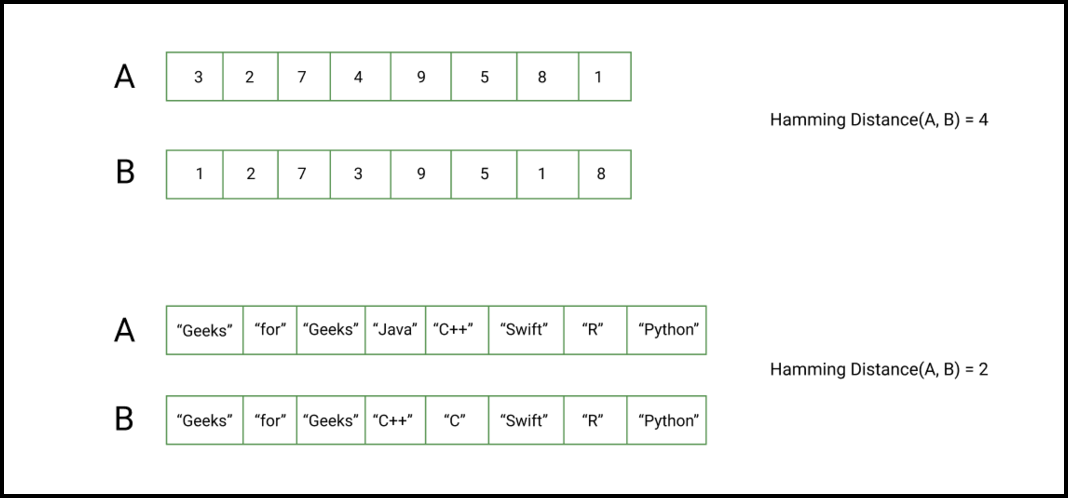 A 3 2 7 4 9 5 8 1
Hamming Distance(A, B) = 4
B 1 2 7 3 9 5 1 8
A “Geeks” “for” “Geeks” “Java” “C++” “Swift” “R” “Python”
Hamming Distance(A, B) = 2
B “Geeks” “for” “Geeks” “C++” “C” “Swift” “R” “Python”